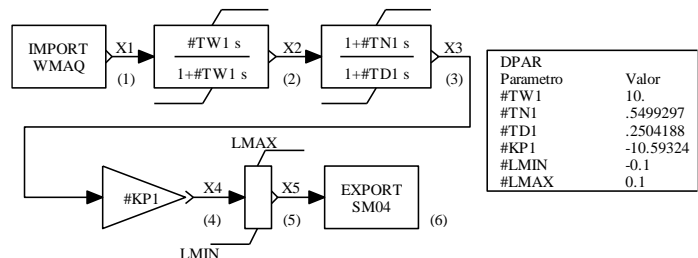 IMPORT
WMAQ
X1
(1)
#TW1 s
1+#TW1 s
X2
(2)
1+#TN1 s
1+#TD1 s
X3
(3)
DPAR
Parametro Valor
#TW1 10.
#TN1 .5499297
#TD1 .2504188
#KP1 -10.59324
#LMIN -0.1
#LMAX 0.1
#KP1
X4
(4)
LMAX
LMIN
X5
(5)
EXPORT
SM04
(6)